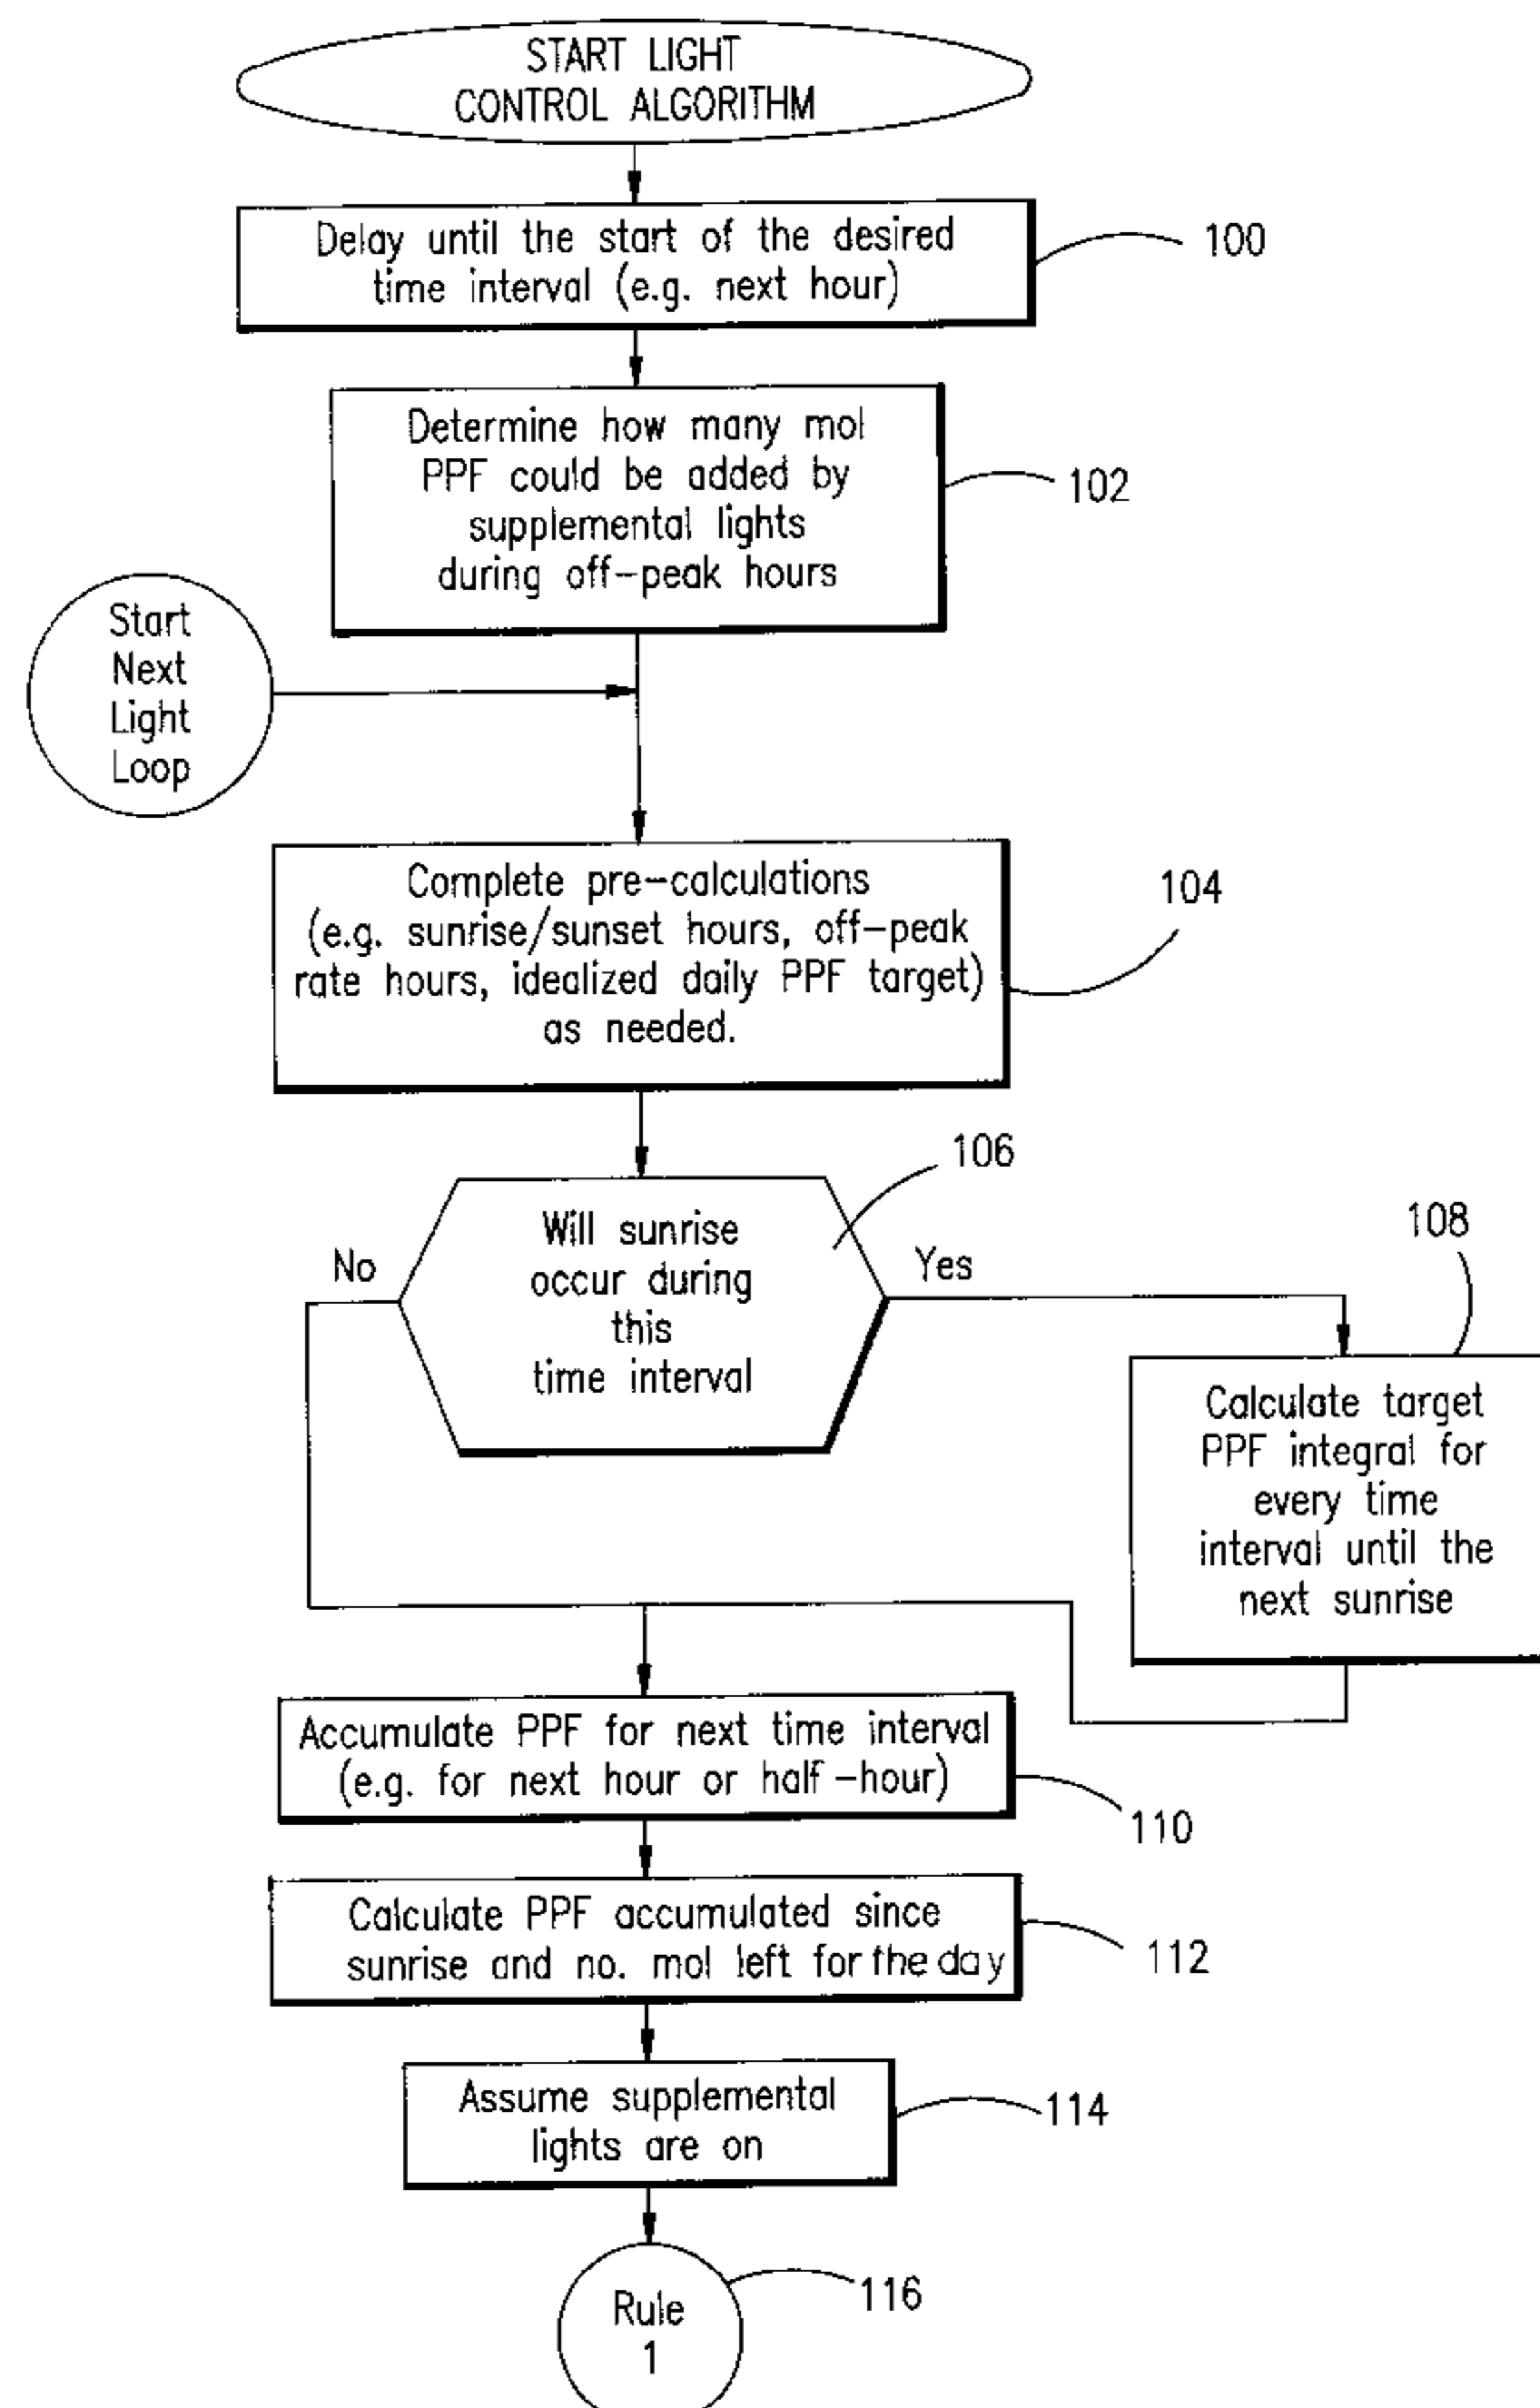 START LIGHT
CONTROL ALGORITHM
Delay until the start of the desired
time interval (e.g. next hour)
100
Determine how many mol
PPF could be added by
supplemental lights
during off-peak hours
102
Start
Next
Light
Loop
Complete pre-calculations
(e.g. sunrise/sunset hours, off-peak
rate hours, idealized daily PPF target)
as needed.
104
Will sunrise
occur during
this
time interval
106
No
Yes
108
Calculate target
PPF integral for
every time
interval until the
next sunrise
Accumulate PPF for next time interval
(e.g. for next hour or half-hour)
110
Calculate PPF accumulated since
sunrise and no. mol left for the day
112
Assume supplemental
lights are on
114
Rule
1
116